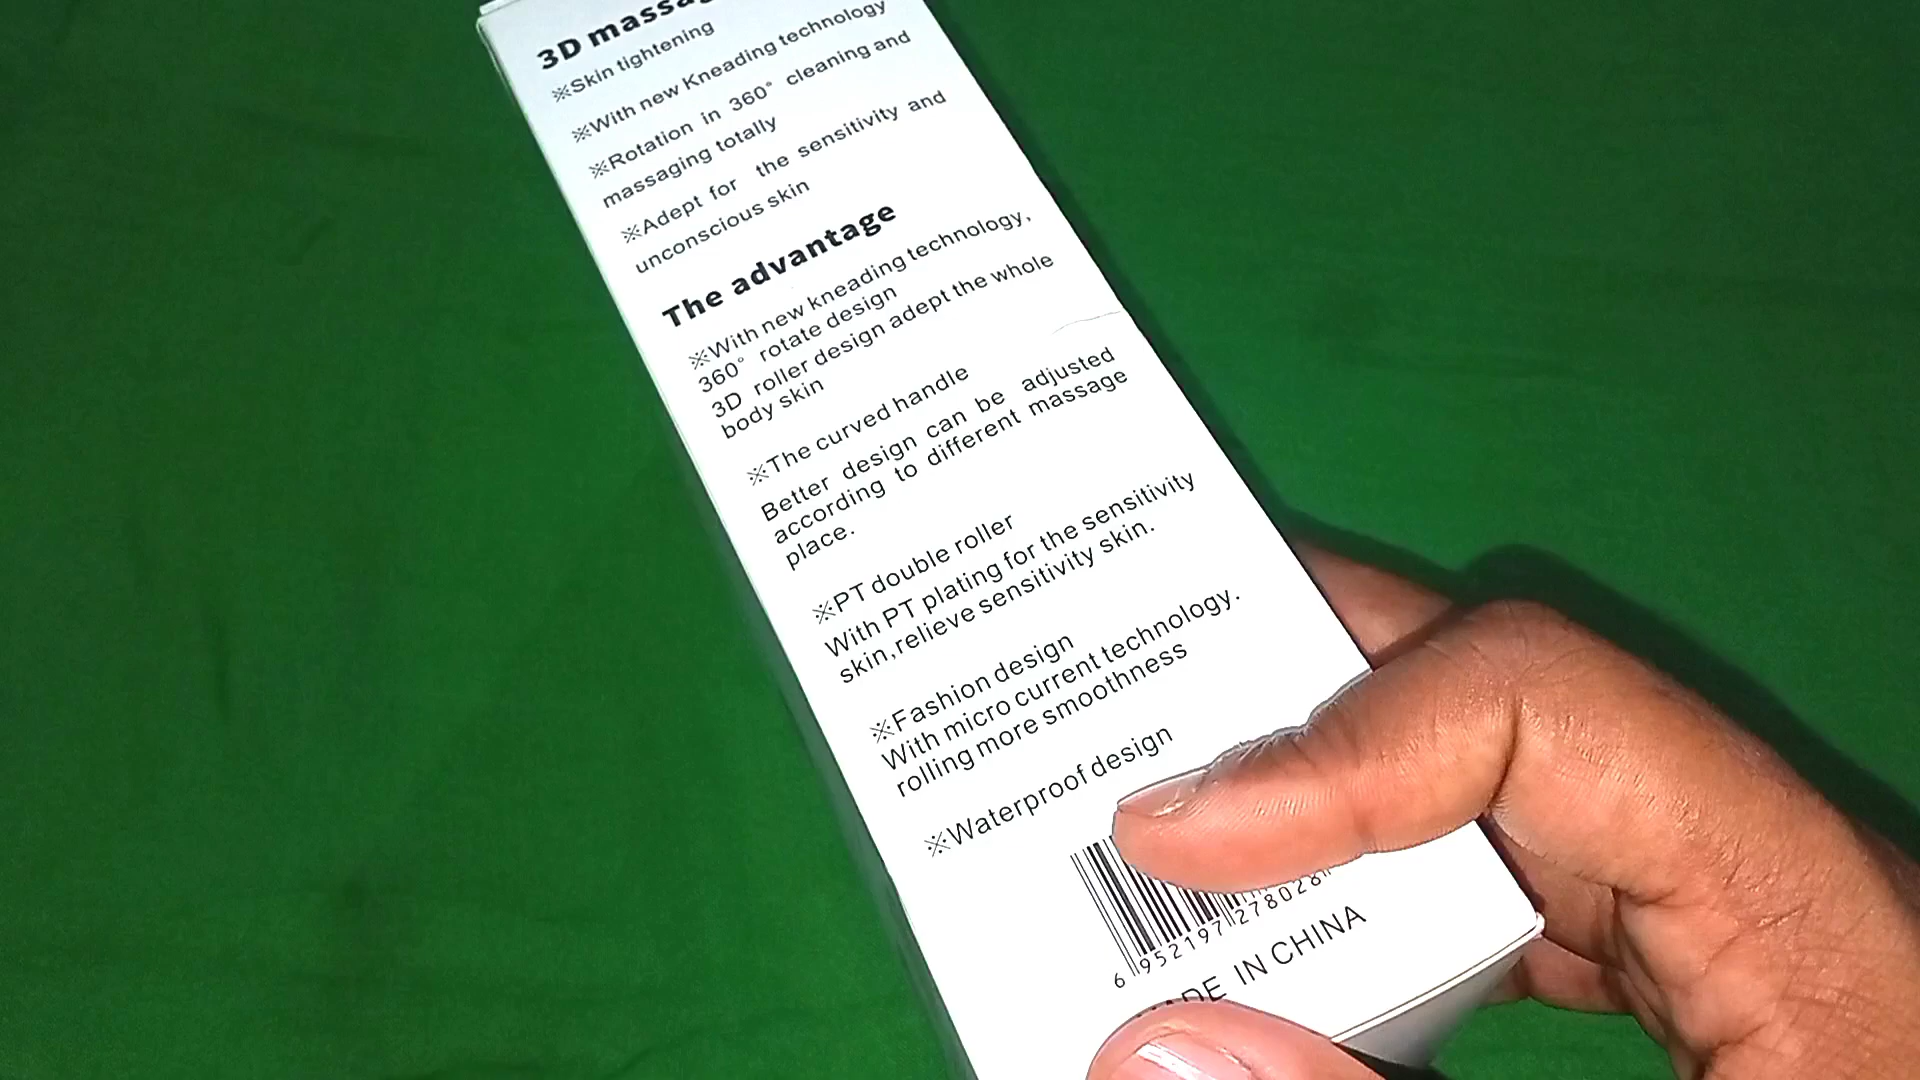 3D massag
※Skin tightening
※With new Kneading technology
※Rotation in 360° cleaning and
massaging totally
※Adept for the sensitivity and
unconscious skin
The advantage
※With new kneading technology,
360° rotate design
3D roller design adept the whole
body skin
※The curved handle
Better design can be adjusted
according to different massage
place.
※PT double roller
With PT plating for the sensitivity
skin,relieve sensitivity skin.
※Fashion design
With micro current technology.
rolling more smoothness
※Waterproof design
6 952197 278028
ADE IN CHINA